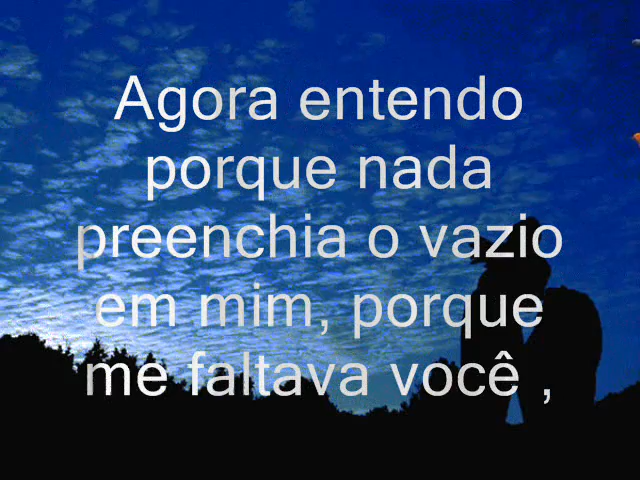 Agora entendo
porque nada
preenchia o vazio
em mim, porque
me faltava você ,